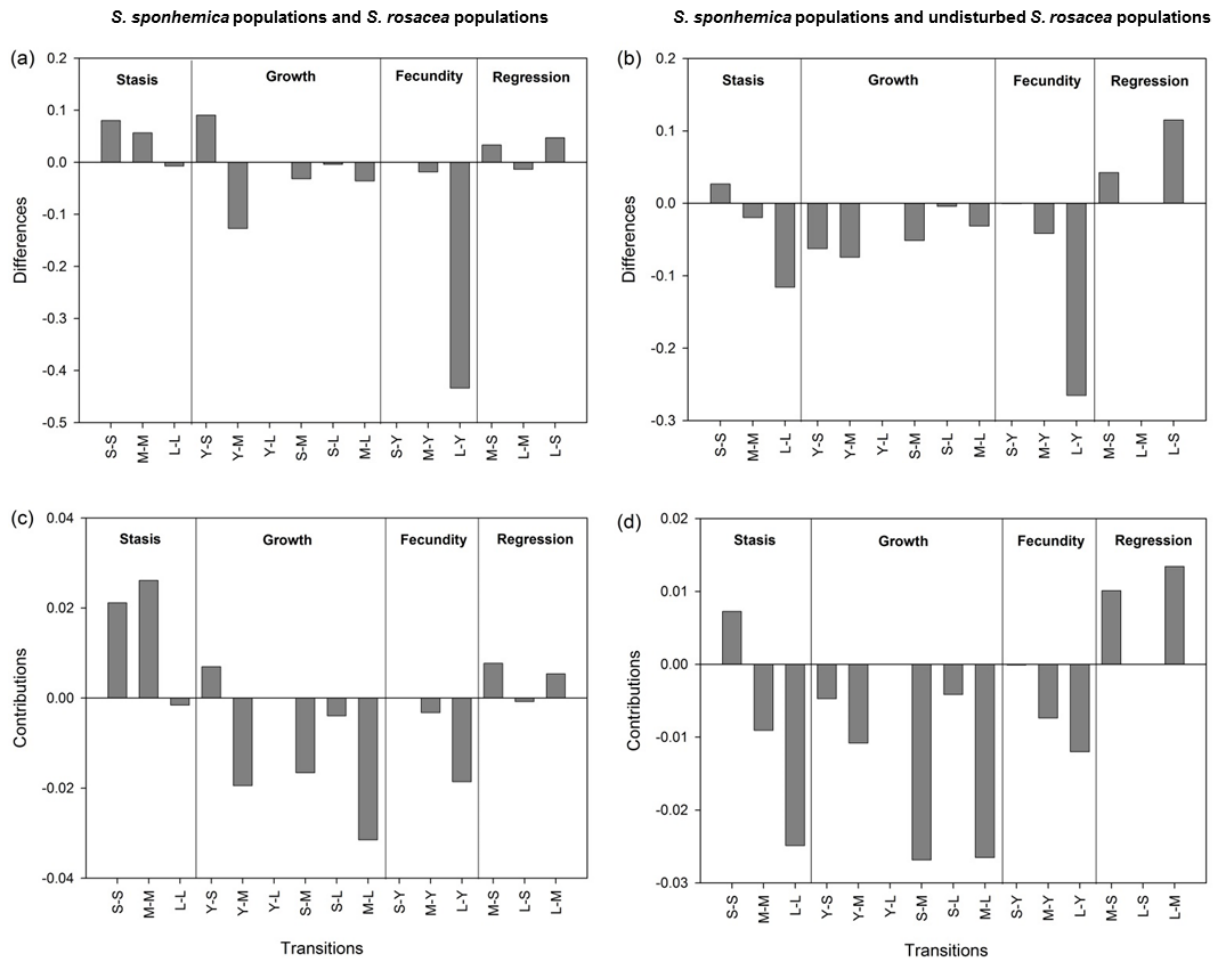 S. sponhemica populations and S. rosacea populations
S. sponhemica populations and undisturbed S. rosacea populations
(a)
0.2
Stasis Growth Fecundity Regression
0.1
0.0
-0.1
-0.2
-0.3
-0.4
-0.5
Differences
S-S M-M L-L Y-S Y-M Y-L S-M S-L M-L S-Y M-Y L-Y M-S L-M L-S
(b)
0.2
Stasis Growth Fecundity Regression
0.1
0.0
-0.1
-0.2
-0.3
Differences
S-S M-M L-L Y-S Y-M Y-L S-M S-L M-L S-Y M-Y L-Y M-S L-M L-S
(c)
0.04
Stasis Growth Fecundity Regression
0.02
0.00
-0.02
-0.04
Contributions
S-S M-M L-L Y-S Y-M Y-L S-M S-L M-L S-Y M-Y L-Y M-S L-S L-M
Transitions
(d)
0.02
Stasis Growth Fecundity Regression
0.01
0.00
-0.01
-0.02
-0.03
Contributions
S-S M-M L-L Y-S Y-M Y-L S-M S-L M-L S-Y M-Y L-Y M-S L-S L-M
Transitions